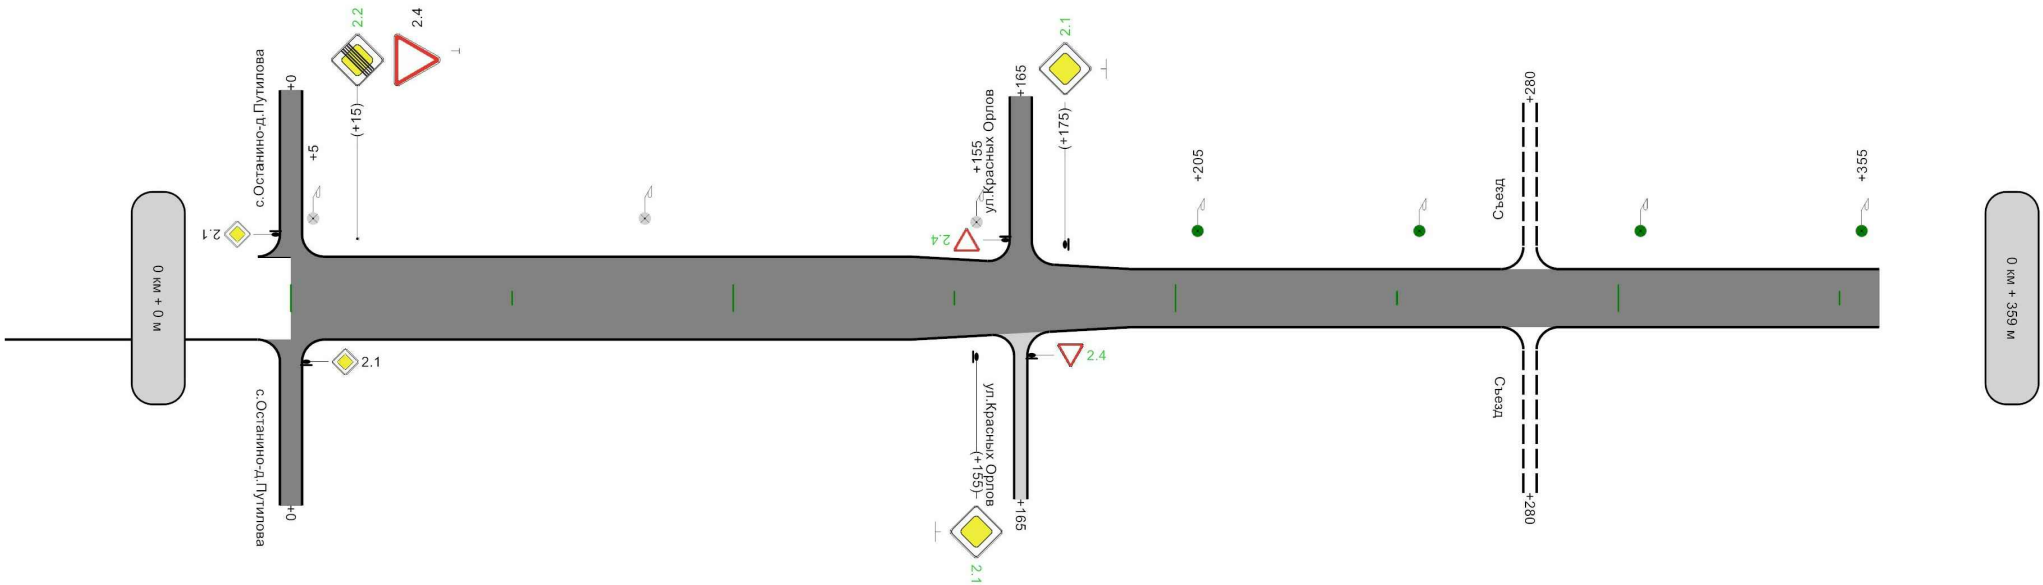 0 км + 0 м
с.Останино-д.Путилова
+0
2.1
+5
2.2
2.4
(+15)
с.Останино-д.Путилова
+0
2.1
+155
ул.Красных Орлов
+165
2.4
2.1
(+175)
ул.Красных Орлов
(+155)
+165
2.4
2.1
+205
Съезд
+280
Съезд
+280
+355
0 км + 359 м